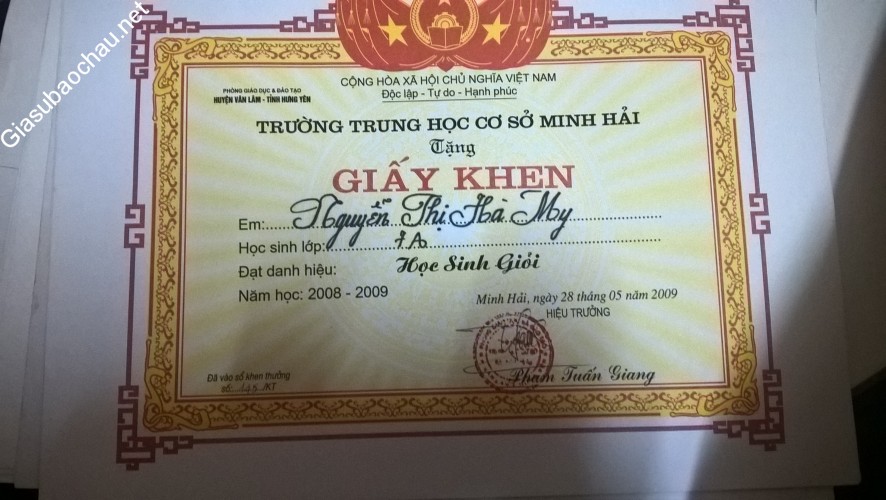 Giasubaochau.net
PHÒNG GIÁO DỤC & ĐÀO TẠO
HUYỆN VĂN LÂM - TỈNH HƯNG YÊN
CỘNG HÒA XÃ HỘI CHỦ NGHĨA VIỆT NAM
Độc lập - Tự do - Hạnh phúc
TRƯỜNG TRUNG HỌC CƠ SỞ MINH HẢI
Tặng
GIẤY KHEN
Em: Nguyễn Thị Hà My
Học sinh lớp: 7A
Đạt danh hiệu: Học Sinh Giỏi
Năm học: 2008 - 2009
Minh Hải, ngày 28 tháng 05 năm 2009
HIỆU TRƯỞNG
Phạm Tuấn Giang
Đã vào sổ khen thưởng
số: /KT